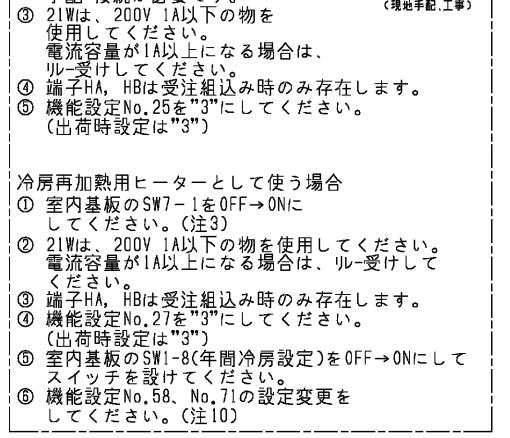 (現地手配,工事)
③ 21Wは、200V 1A以下の物を
使用してください。
電流容量が1A以上になる場合は、
リレー受けしてください。
④ 端子HA, HBは受注組込み時のみ存在します。
⑤ 機能設定No.25を"3"にしてください。
(出荷時設定は"3")
冷房再加熱用ヒーターとして使う場合
① 室内基板のSW7-1をOFF→ONに
してください。(注3)
② 21Wは、200V 1A以下の物を使用してください。
電流容量が1A以上になる場合は、リレー受けして
ください。
③ 端子HA, HBは受注組込み時のみ存在します。
④ 機能設定No.27を"3"にしてください。
(出荷時設定は"3")
⑤ 室内基板のSW1-8(年間冷房設定)をOFF→ONにして
スイッチを設けてください。
⑥ 機能設定No.58、No.71の設定変更を
してください。(注10)